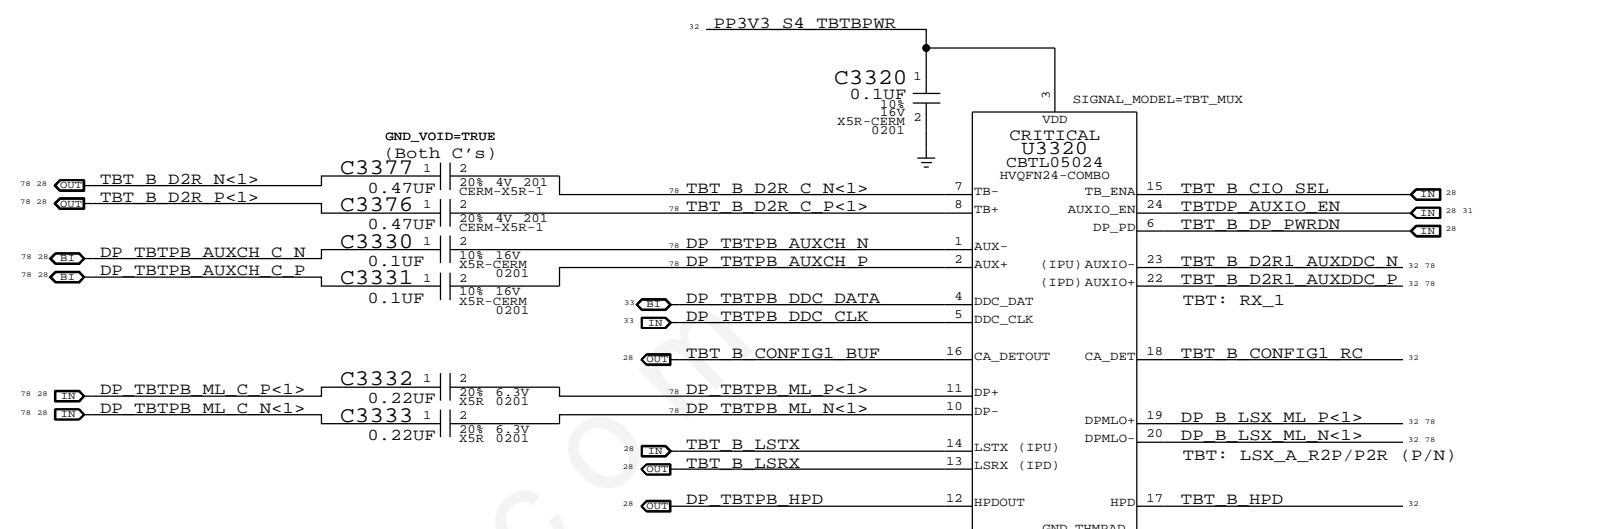 32 PP3V3_S4_TBTBPWR
C3320 1
0.1UF
10%
16V
X5R-CERM 2
0201
3
SIGNAL_MODEL=TBT_MUX
VDD
CRITICAL
U3320
CBTL05024
HVQFN24-COMBO
GND_VOID=TRUE
(Both C's)
78 28 OUT TBT_B_D2R_N<1> C3377 1 2 0.47UF 20% 4V 201 CERM-X5R-1 78 TBT_B_D2R_C_N<1> 7 TB-
78 28 OUT TBT_B_D2R_P<1> C3376 1 2 0.47UF 20% 4V 201 CERM-X5R-1 78 TBT_B_D2R_C_P<1> 8 TB+
78 28 BI DP_TBTPB_AUXCH_C_N C3330 1 2 0.1UF 10% 16V X5R-CERM 0201 78 DP_TBTPB_AUXCH_N 1 AUX-
78 28 BI DP_TBTPB_AUXCH_C_P C3331 1 2 0.1UF 10% 16V X5R-CERM 0201 78 DP_TBTPB_AUXCH_P 2 AUX+
33 BI DP_TBTPB_DDC_DATA 4 DDC_DAT
33 IN DP_TBTPB_DDC_CLK 5 DDC_CLK
28 OUT TBT_B_CONFIG1_BUF 16 CA_DETOUT
78 28 IN DP_TBTPB_ML_C_P<1> C3332 1 2 0.22UF 20% 6.3V X5R 0201 78 DP_TBTPB_ML_P<1> 11 DP+
78 28 IN DP_TBTPB_ML_C_N<1> C3333 1 2 0.22UF 20% 6.3V X5R 0201 78 DP_TBTPB_ML_N<1> 10 DP-
28 IN TBT_B_LSTX 14 LSTX (IPU)
28 OUT TBT_B_LSRX 13 LSRX (IPD)
28 OUT DP_TBTPB_HPD 12 HPDOUT
TB_ENA 15 TBT_B_CIO_SEL IN 28
AUXIO_EN 24 TBTDP_AUXIO_EN IN 28 31
DP_PD 6 TBT_B_DP_PWRDN IN 28
(IPU) AUXIO- 23 TBT_B_D2R1_AUXDDC_N 32 78
(IPD) AUXIO+ 22 TBT_B_D2R1_AUXDDC_P 32 78
TBT: RX_1
CA_DET 18 TBT_B_CONFIG1_RC 32
DPMLO+ 19 DP_B_LSX_ML_P<1> 32 78
DPMLO- 20 DP_B_LSX_ML_N<1> 32 78
TBT: LSX_A_R2P/P2R (P/N)
HPD 17 TBT_B_HPD 32
GND THMPAD
com